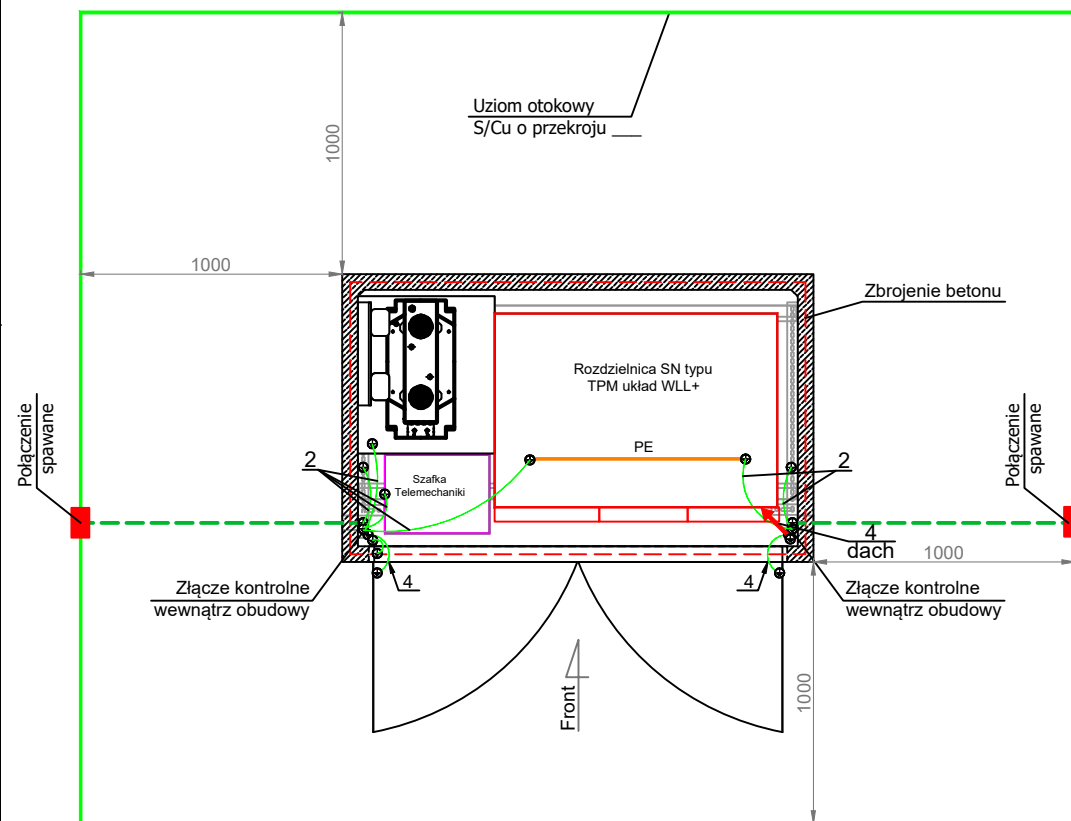 Uziom otokowy
S/Cu o przekroju ___
1000
1000
Zbrojenie betonu
Rozdzielnica SN typu
TPM układ WLL+
Połączenie
spawane
PE
2
Szafka
Telemechaniki
2
Połączenie
spawane
4
dach
1000
Złącze kontrolne
wewnątrz obudowy
4
4
Złącze kontrolne
wewnątrz obudowy
Front
1000